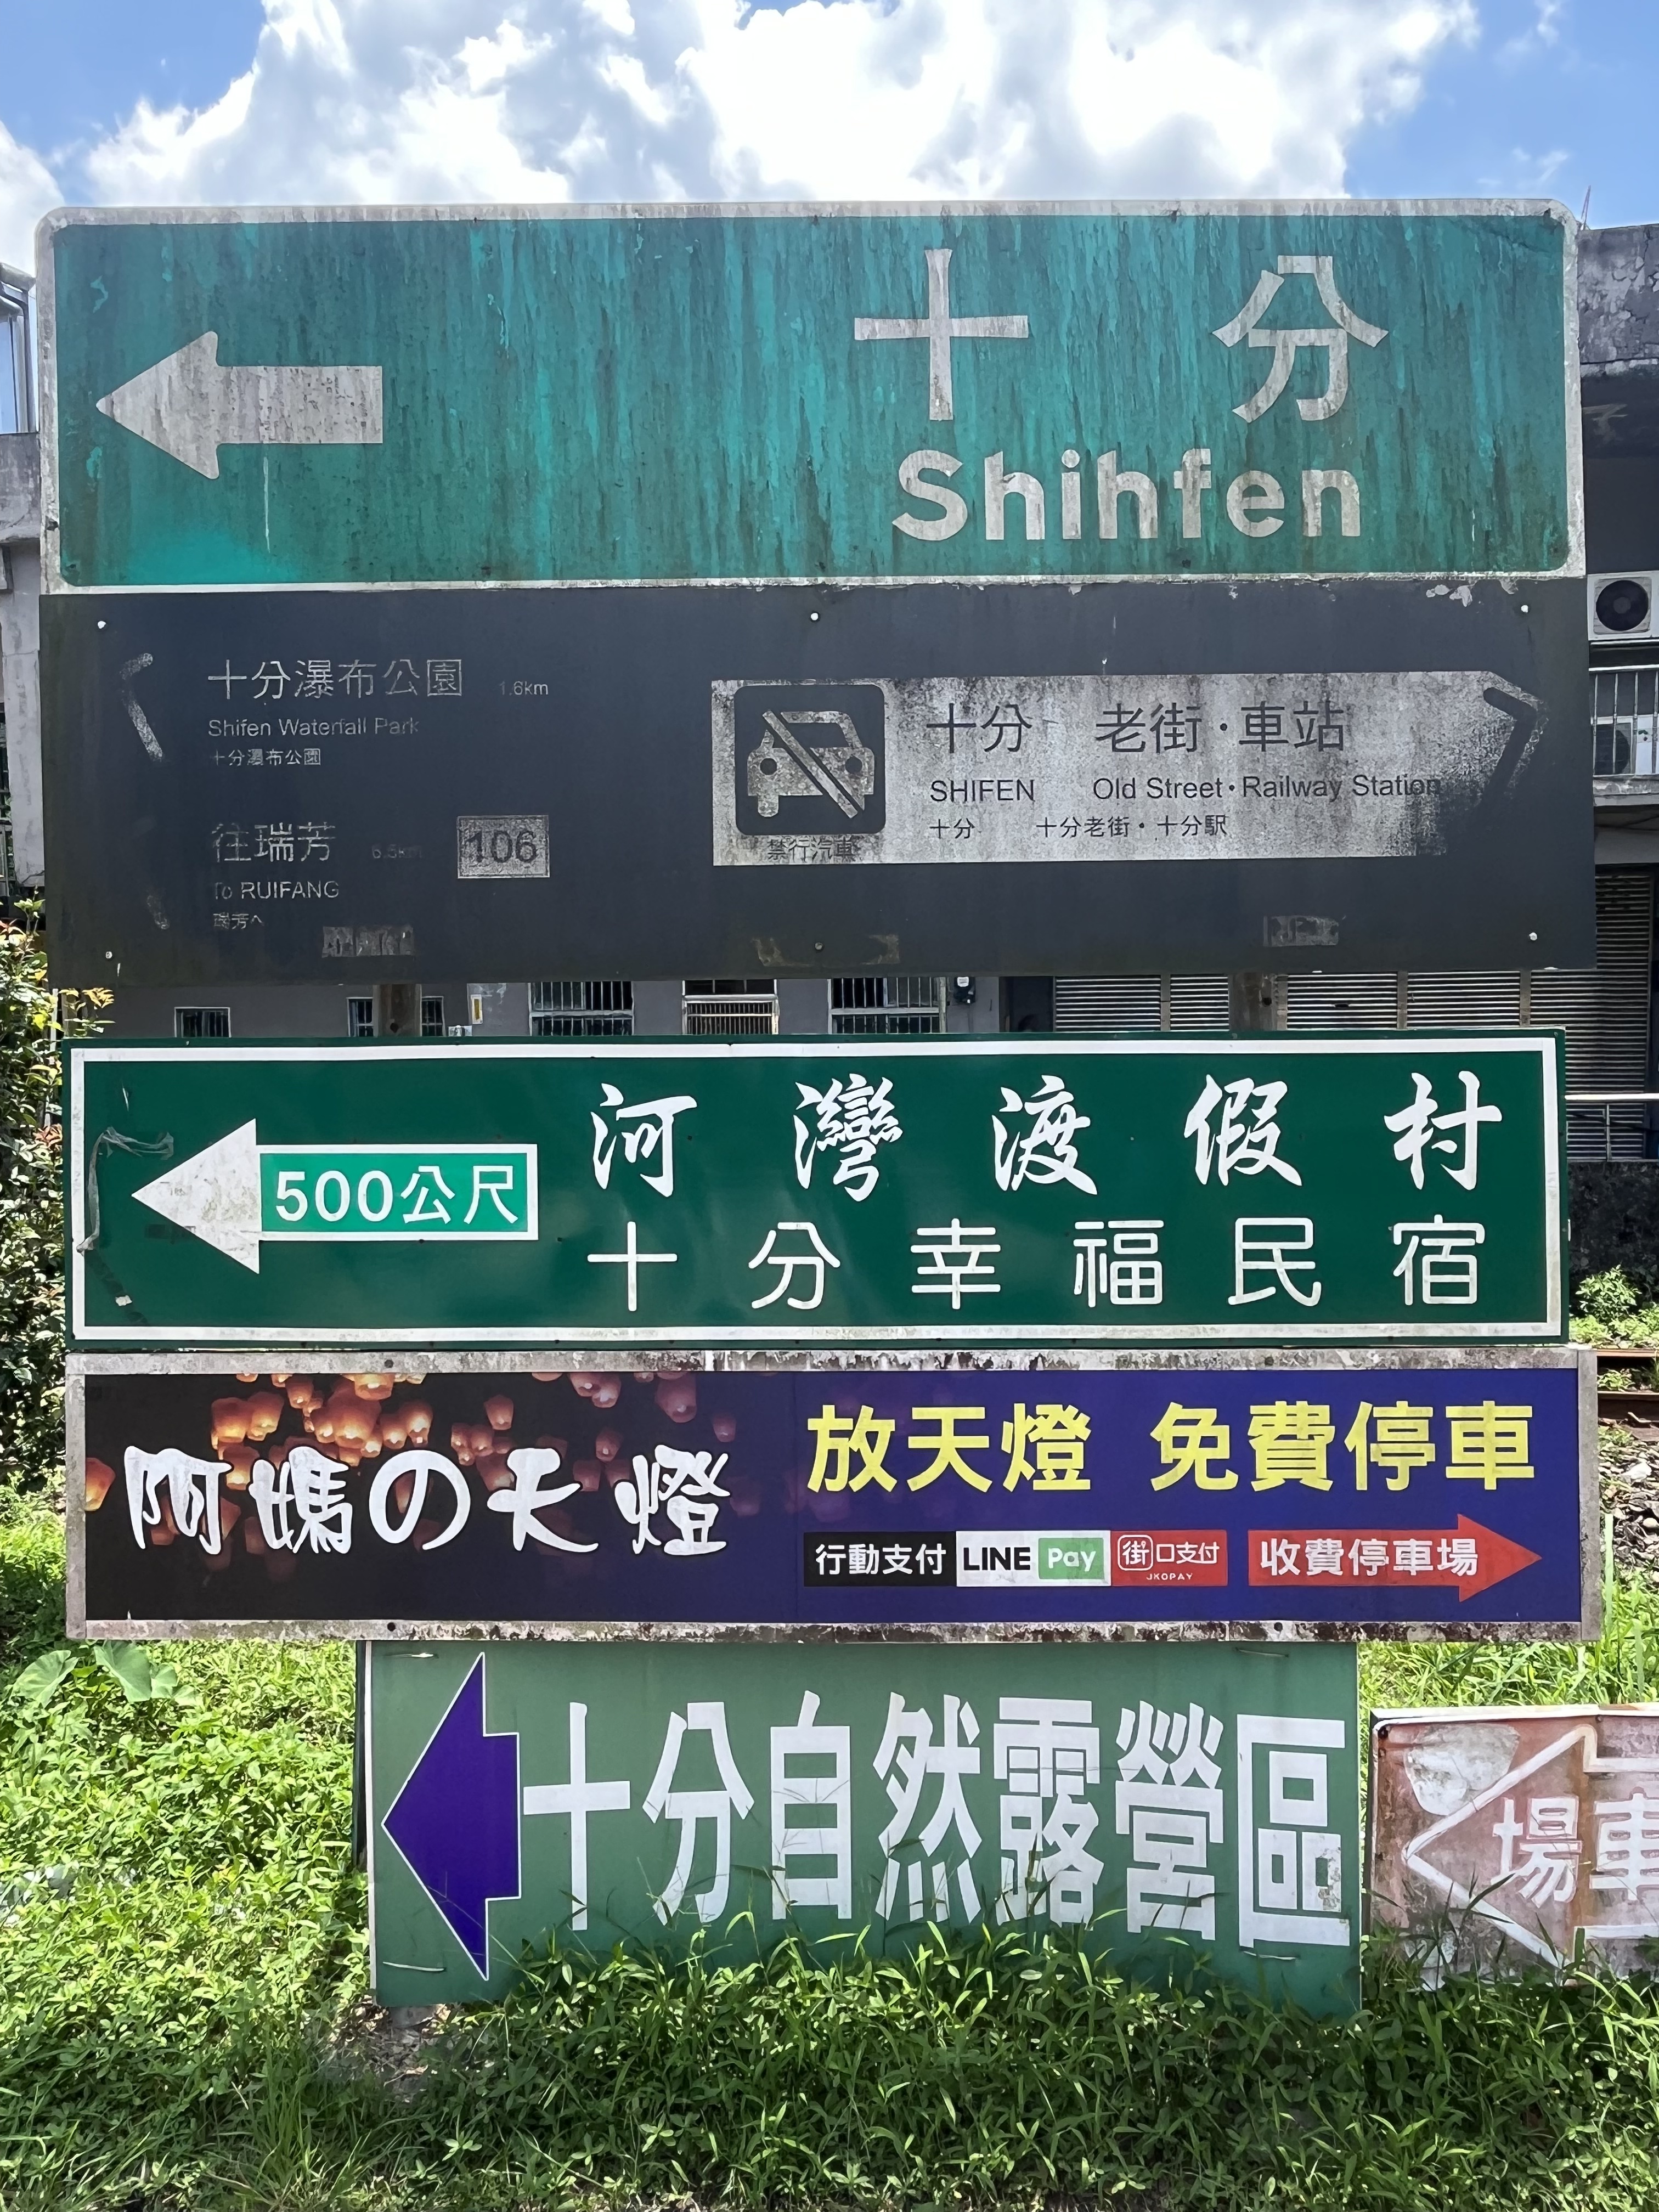 十分
Shihfen
十分瀑布公園 1.6km
Shifen Waterfall Park
十分瀑布公園
往瑞芳 6.5km 106
To RUIFANG
瑞芳へ
十分 老街・車站
SHIFEN Old Street・Railway Station
十分 十分老街・十分駅
禁行汽車
500公尺
河灣渡假村
十分幸福民宿
阿嬤の天燈
放天燈 免費停車
行動支付 LINE Pay 街口支付 JKOPAY 收費停車場
十分自然露營區
場車